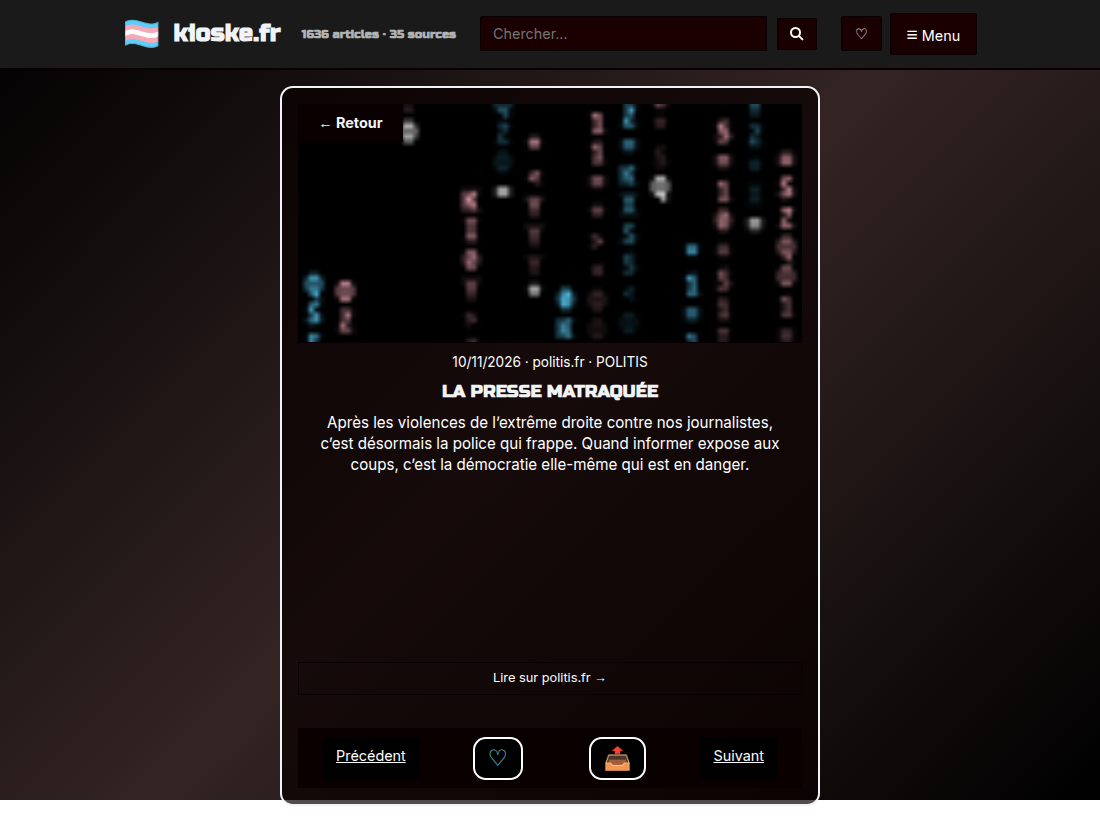 kioske.fr
1636 articles · 35 sources
Chercher...
♡
≡ Menu
← Retour
10/11/2026 · politis.fr · POLITIS
LA PRESSE MATRAQUÉE
Après les violences de l’extrême droite contre nos journalistes,
c’est désormais la police qui frappe. Quand informer expose aux
coups, c’est la démocratie elle-même qui est en danger.
Lire sur politis.fr →
Précédent
♡
Suivant